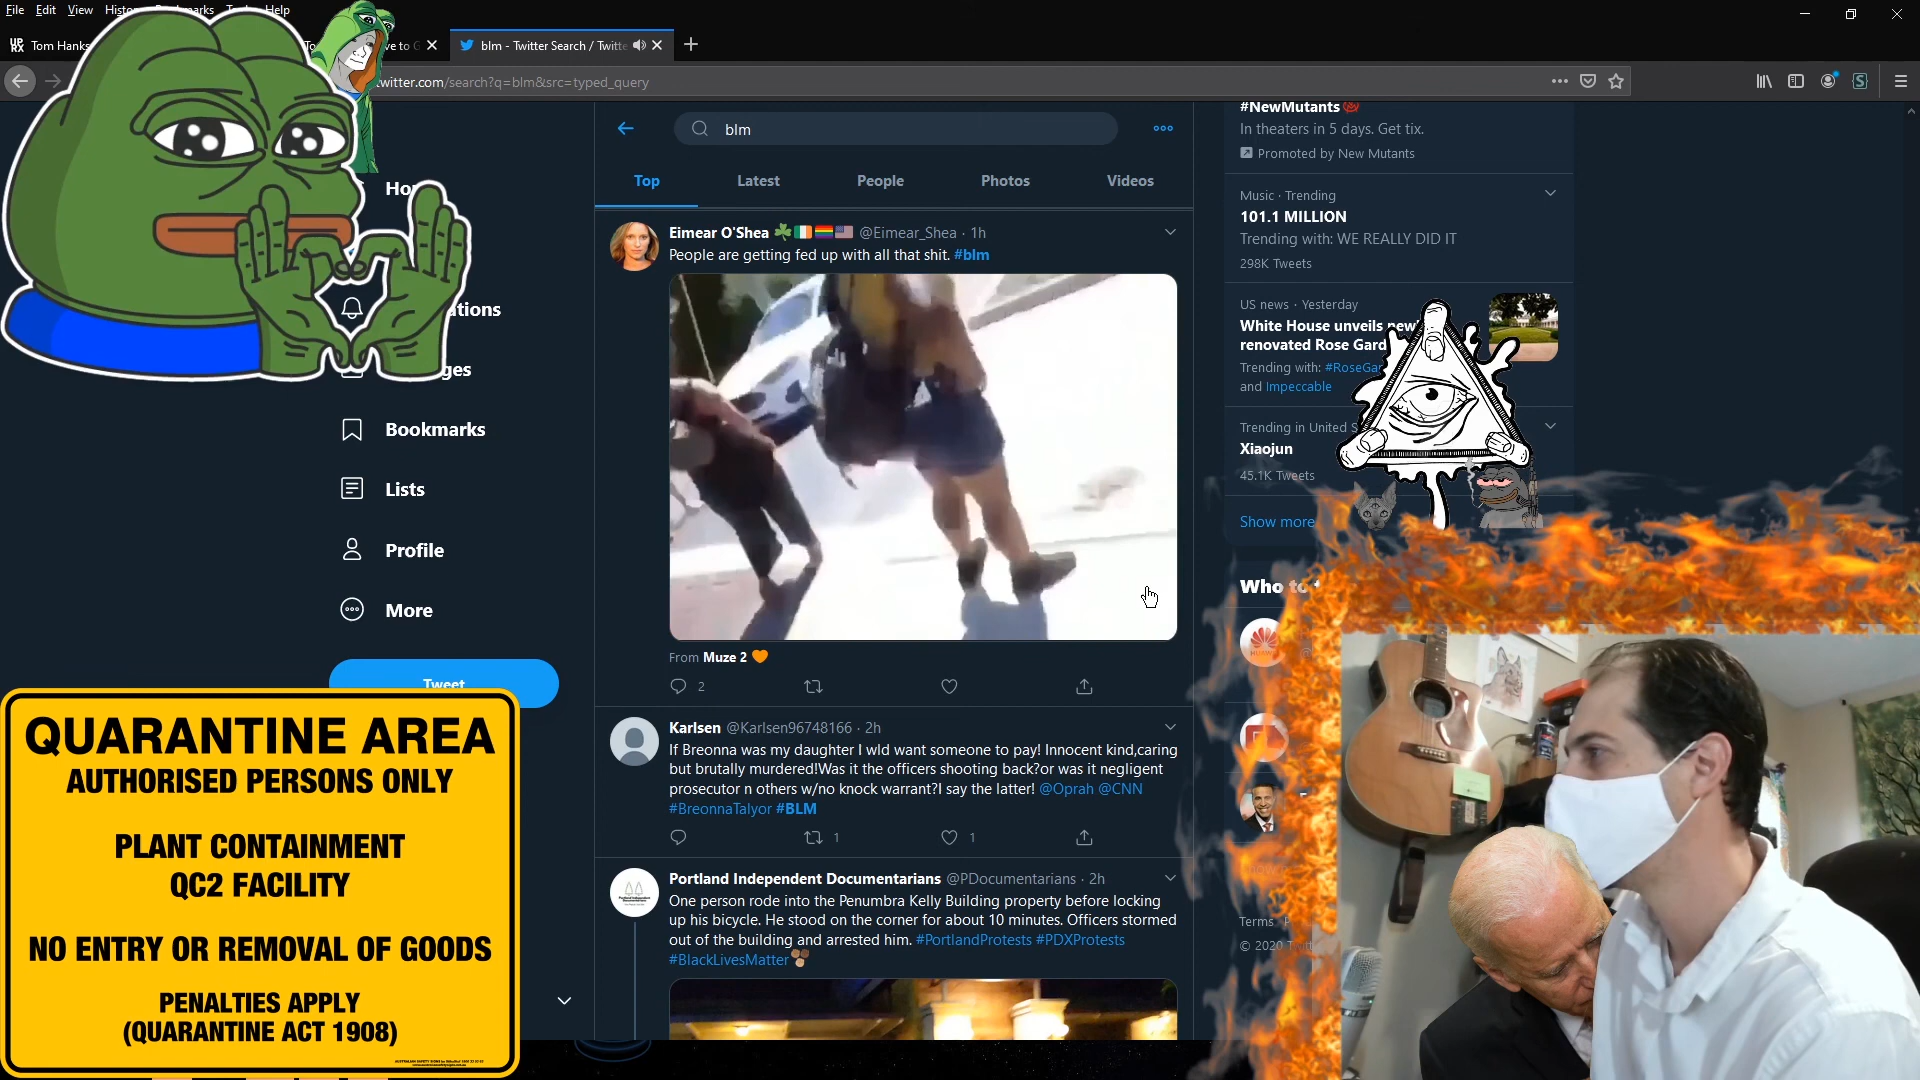 File Edit View History Bookmarks Tools Help
Tom Hanks
blm - Twitter Search / Twitte
twitter.com/search?q=blm&src=typed_query
blm
Top Latest People Photos Videos
Bookmarks
Lists
Profile
More
Tweet
Eimear O'Shea ☘️🇮🇪🏳️‍🌈🇺🇸 @Eimear_Shea · 1h
People are getting fed up with all that shit. #blm
From Muze 2 🧡
2
Karlsen @Karlsen96748166 · 2h
If Breonna was my daughter I wld want someone to pay! Innocent kind,caring
but brutally murdered!Was it the officers shooting back?or was it negligent
prosecutor n others w/no knock warrant?I say the latter! @Oprah @CNN
#BreonnaTalyor #BLM
1 1
Portland Independent Documentarians @PDocumentarians · 2h
One person rode into the Penumbra Kelly Building property before locking
up his bicycle. He stood on the corner for about 10 minutes. Officers stormed
out of the building and arrested him. #PortlandProtests #PDXProtests
#BlackLivesMatter
#NewMutants
In theaters in 5 days. Get tix.
Promoted by New Mutants
Music · Trending
101.1 MILLION
Trending with: WE REALLY DID IT
298K Tweets
US news · Yesterday
White House unveils new
renovated Rose Gard
Trending with: #RoseGar
and Impeccable
Trending in United S
Xiaojun
45.1K Tweets
Show more
Who to
Terms
© 2020
QUARANTINE AREA
AUTHORISED PERSONS ONLY
PLANT CONTAINMENT
QC2 FACILITY
NO ENTRY OR REMOVAL OF GOODS
PENALTIES APPLY
(QUARANTINE ACT 1908)